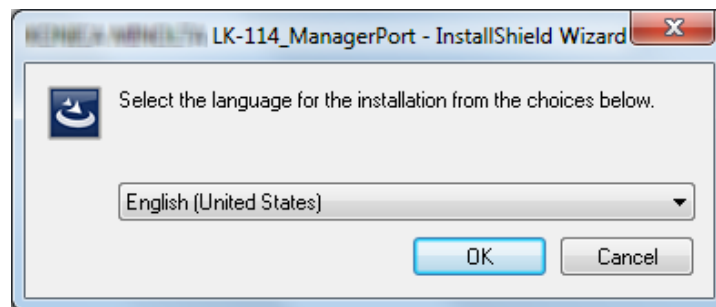 LK-114_ManagerPort - InstallShield Wizard
Select the language for the installation from the choices below.
English (United States)
OK Cancel